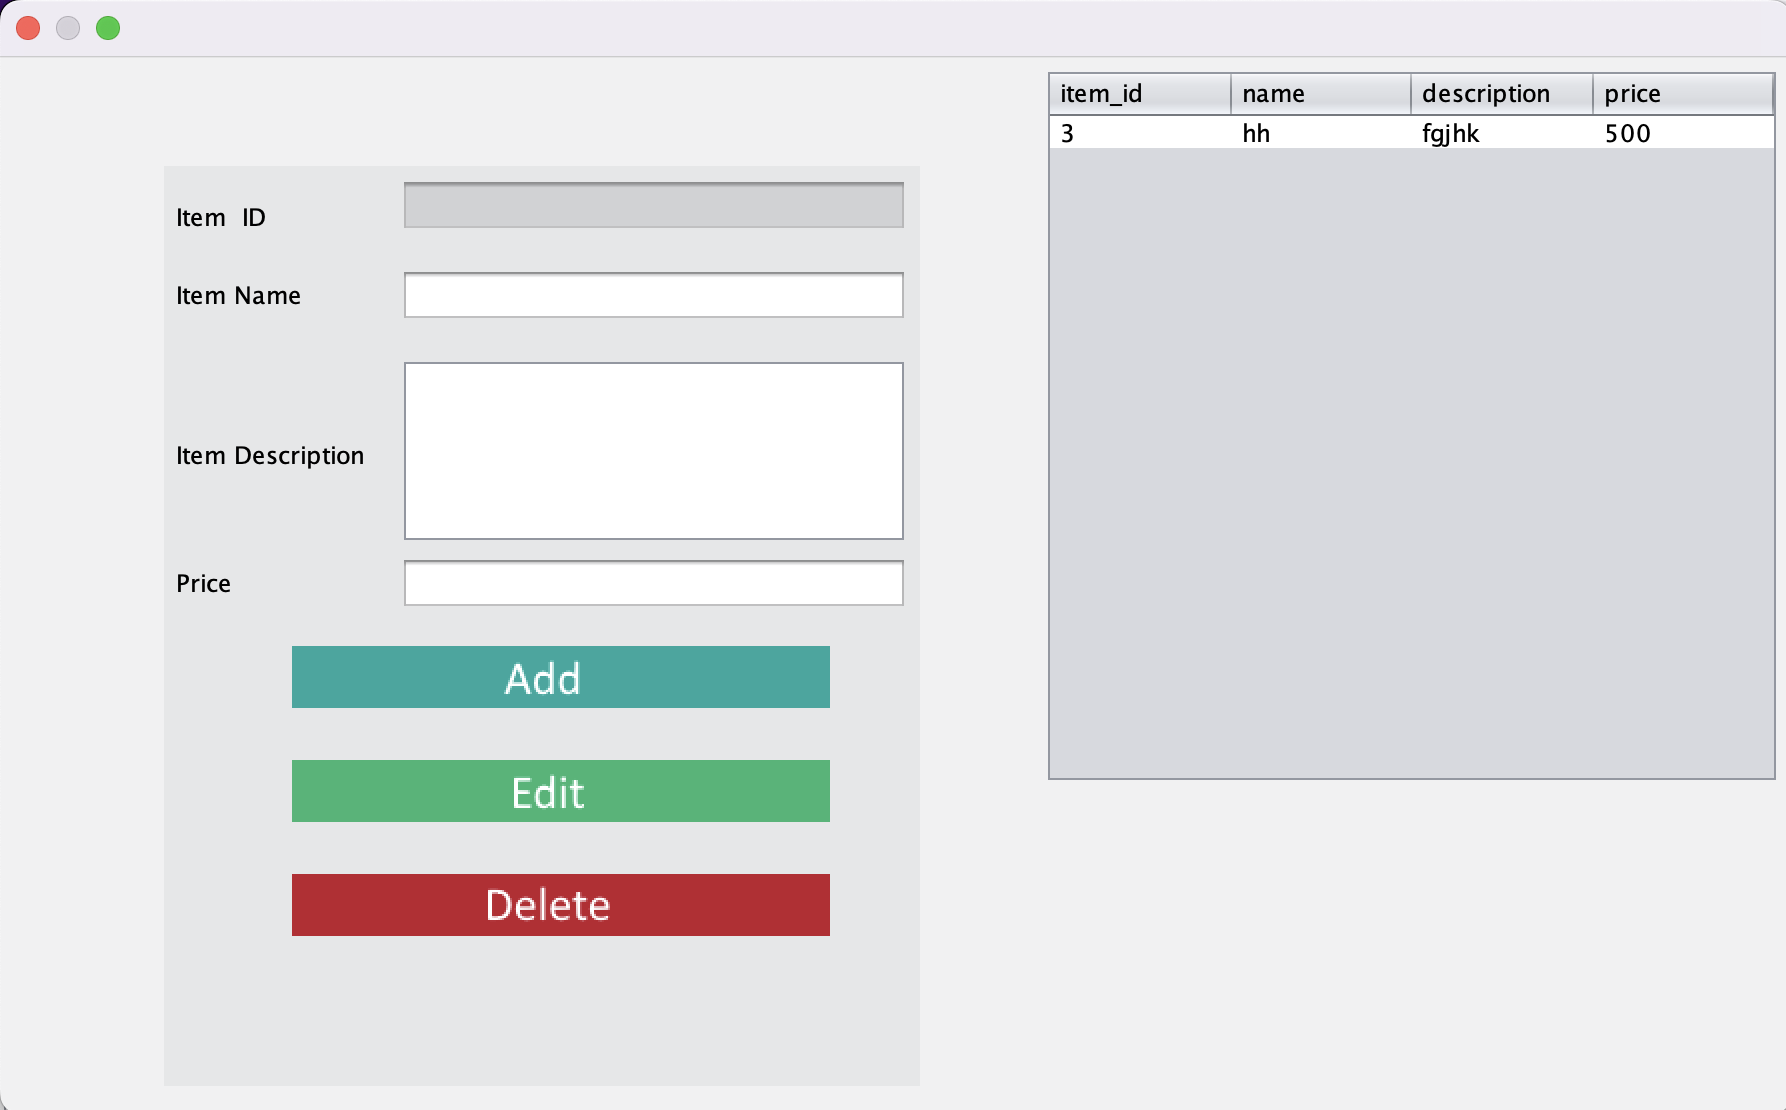 Item  ID
Item Name
Item Description
Price
Add
Edit
Delete
item_id name description price
3 hh fgjhk 500